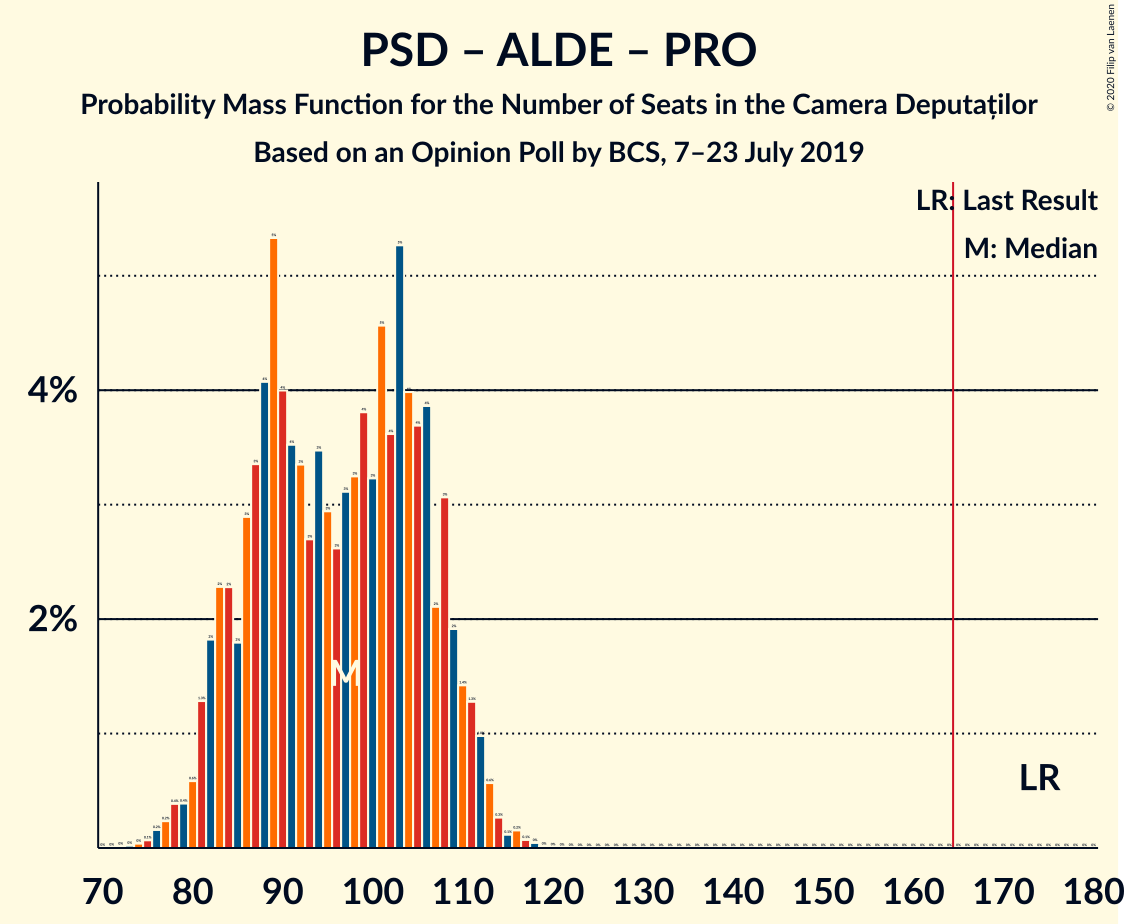 PSD – ALDE – PRO
Probability Mass Function for the Number of Seats in the Camera Deputaților
Based on an Opinion Poll by BCS, 7–23 July 2019
© 2020 Filip van Laenen
LR: Last Result
M: Median
4%
2%
M
LR
70 80 90 100 110 120 130 140 150 160 170 180